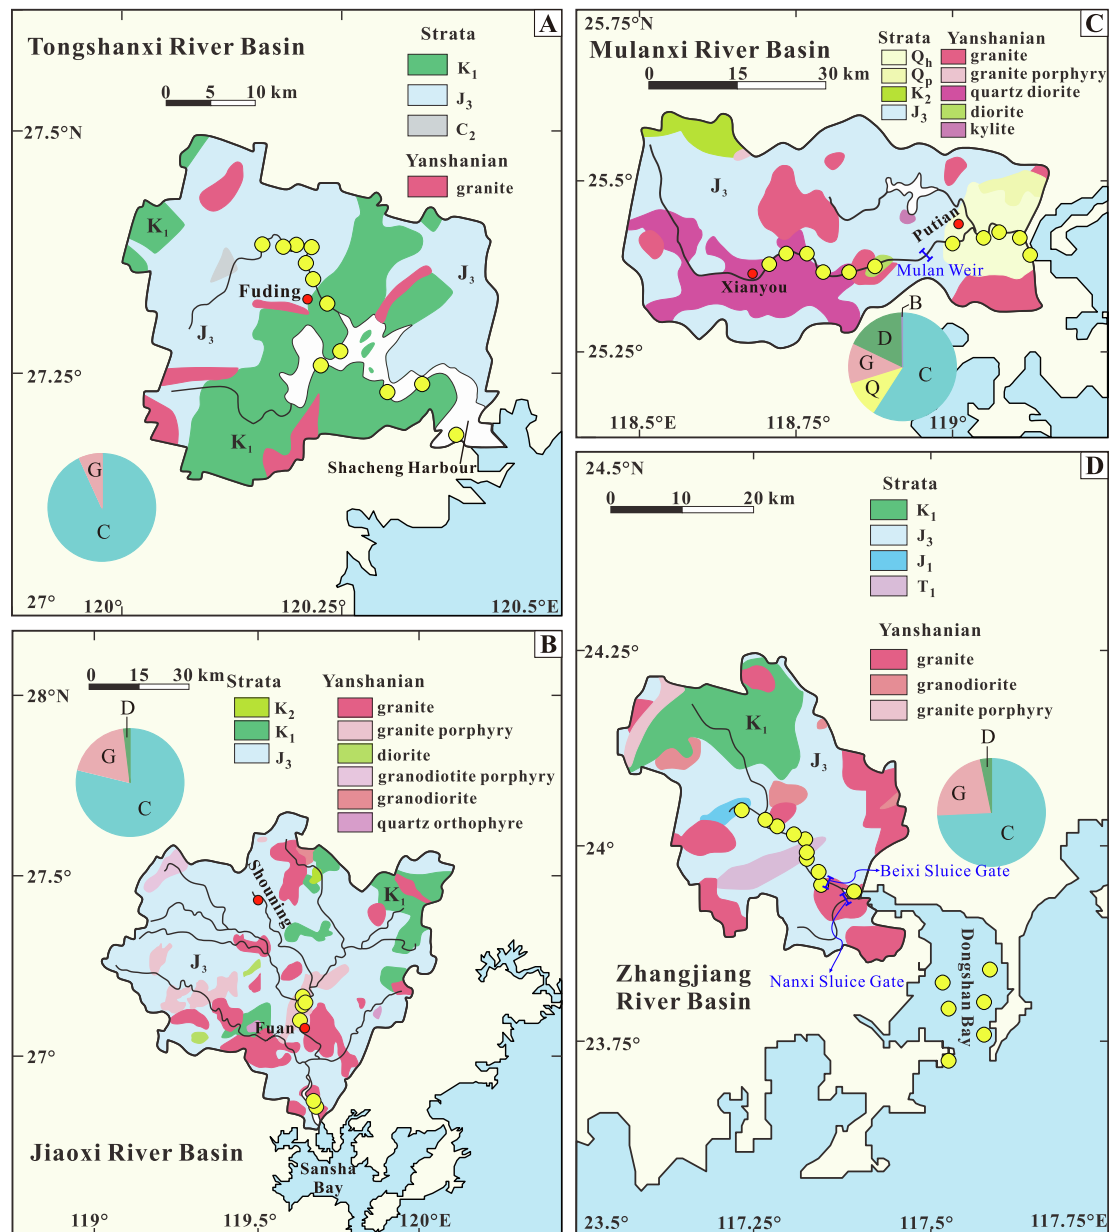 A
Tongshanxi River Basin
0 5 10 km
Strata
K1
J3
C2
Yanshanian
granite
27.5°N
27.25°
27° 120° 120.25° 120.5°E
K1
J3
Fuding
J3
K1
Shacheng Harbour
G
C
B
0 15 30 km
Strata
K2
K1
J3
Yanshanian
granite
granite porphyry
diorite
granodiotite porphyry
granodiorite
quartz orthophyre
28°N
27.5°
27°
D
G
C
Shouning
K1
J3
Fuan
Jiaoxi River Basin
Sansha
Bay
119° 119.5° 120°E
C
25.75°N
Mulanxi River Basin
0 15 30 km
Strata
Qh
Qp
K2
J3
Yanshanian
granite
granite porphyry
quartz diorite
diorite
kylite
25.5°
25.25°
J3
Putian
Xianyou
Mulan Weir
B
D
G
Q
C
118.5°E 118.75° 119°
D
24.5°N
0 10 20 km
Strata
K1
J3
J1
T1
Yanshanian
granite
granodiorite
granite porphyry
24.25°
24°
23.75°
K1
J3
D
G
C
Beixi Sluice Gate
Nanxi Sluice Gate
Zhangjiang
River Basin
Dongshan Bay
23.5° 117.25° 117.5° 117.75°E